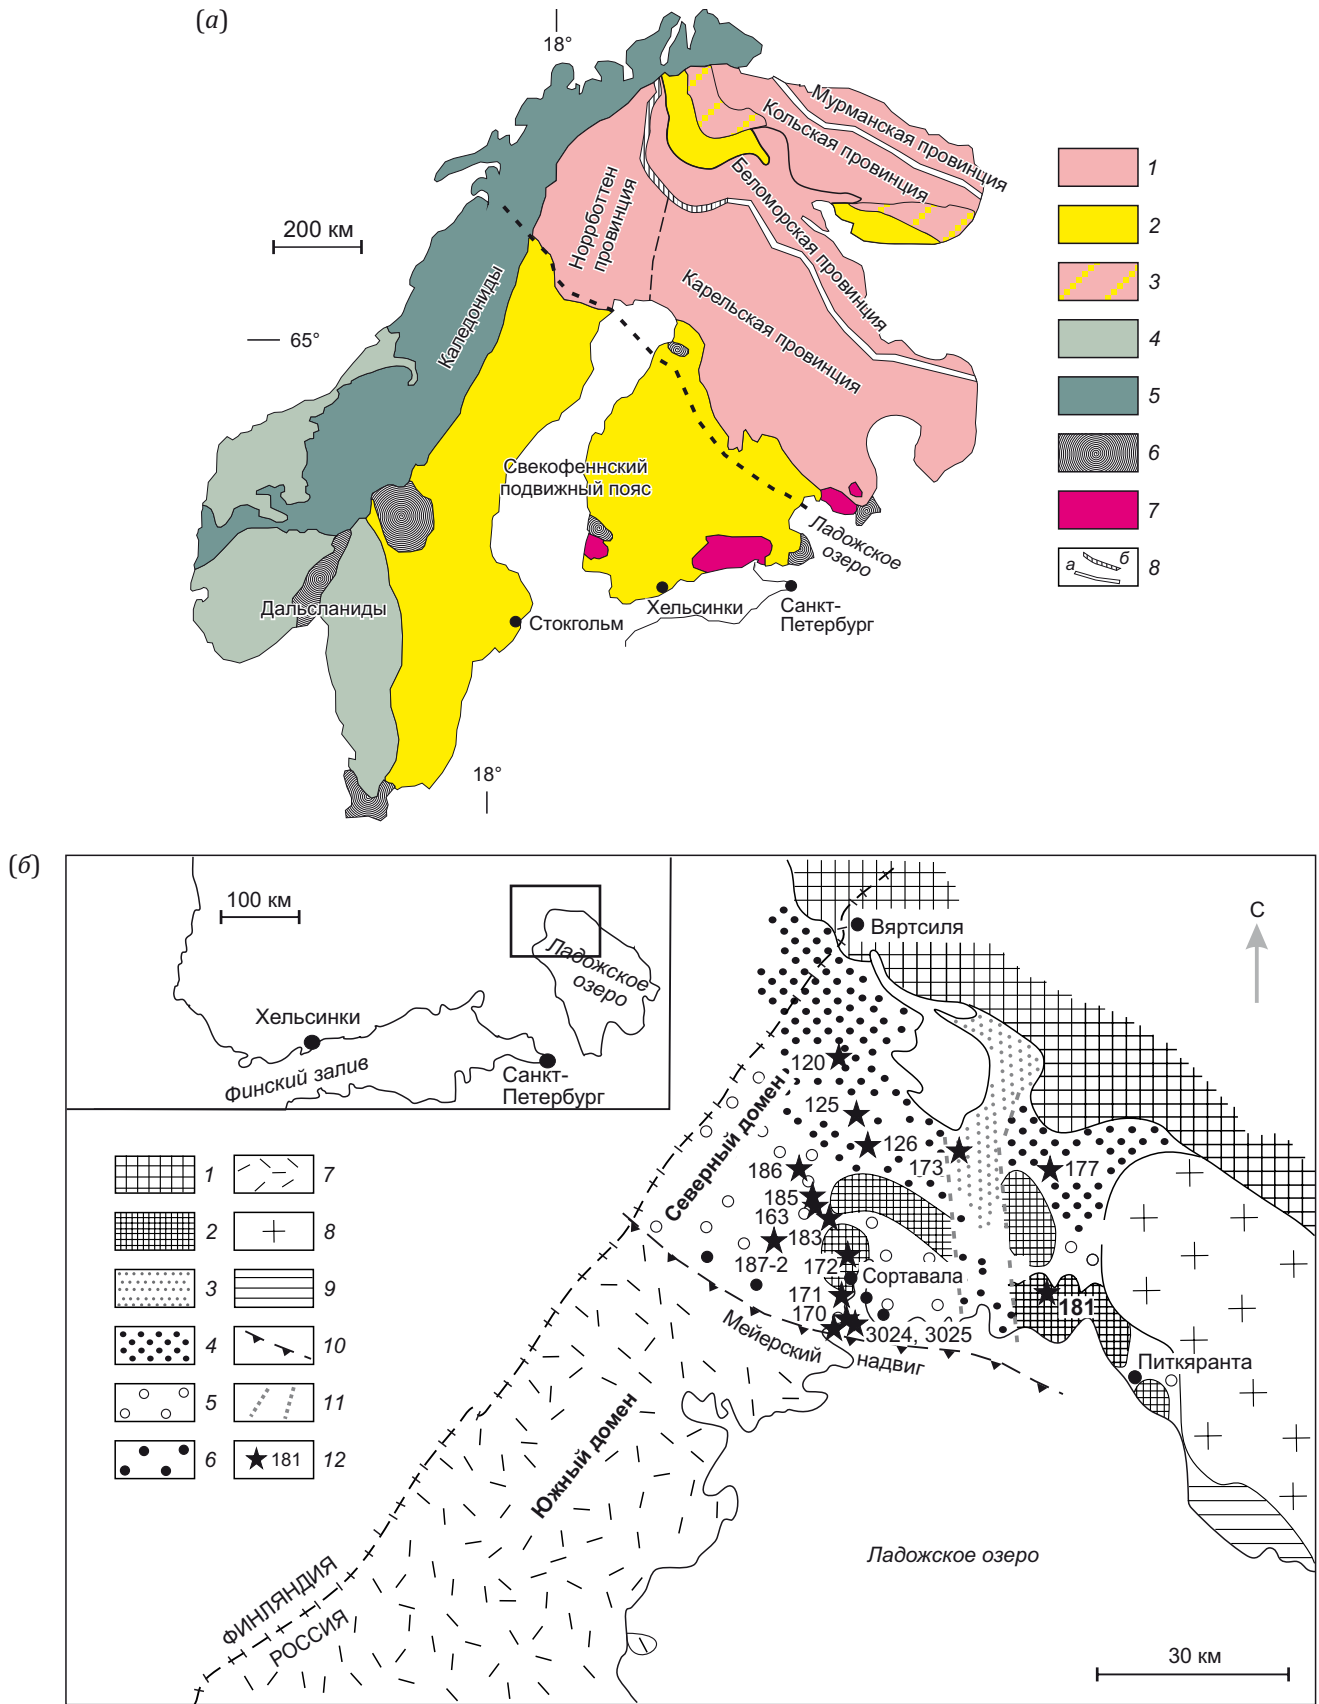 (а)
18°
Мурманская провинция
Кольская провинция
Беломорская провинция
Норрботтен
провинция
Карельская провинция
200 км
65°
Каледониды
Свекофеннский
подвижный пояс
Ладожское
озеро
Дальсланиды
Стокгольм
Хельсинки
Санкт-
Петербург
18°
1
2
3
4
5
6
7
а
б
8
(б)
100 км
Ладожское
озеро
Хельсинки
Финский залив
Санкт-
Петербург
Вяртсиля
С
120
125
126
173
177
186
185
163
183
187-2
172
Сортавала
171
170
3024, 3025
181
Северный домен
Мейерский
надвиг
Питкяранта
Южный домен
Ладожское озеро
ФИНЛЯНДИЯ
РОССИЯ
30 км
1
2
3
4
5
6
7
8
9
10
11
181
12